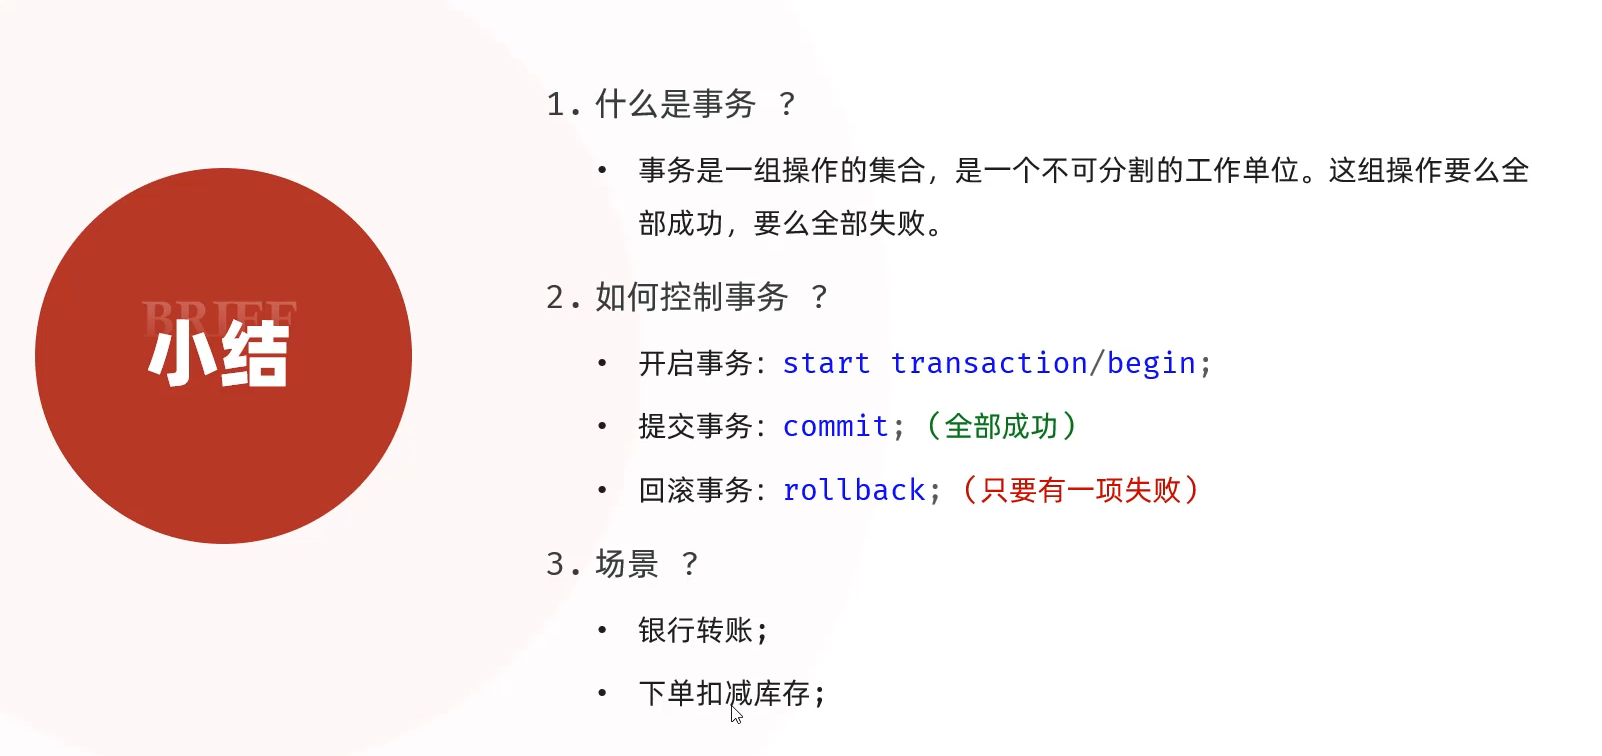 BRIEF
小结
1. 什么是事务 ？
• 事务是一组操作的集合，是一个不可分割的工作单位。这组操作要么全
部成功，要么全部失败。
2. 如何控制事务 ？
• 开启事务：start transaction/begin;
• 提交事务：commit;（全部成功）
• 回滚事务：rollback;（只要有一项失败）
3. 场景 ？
• 银行转账;
• 下单扣减库存;